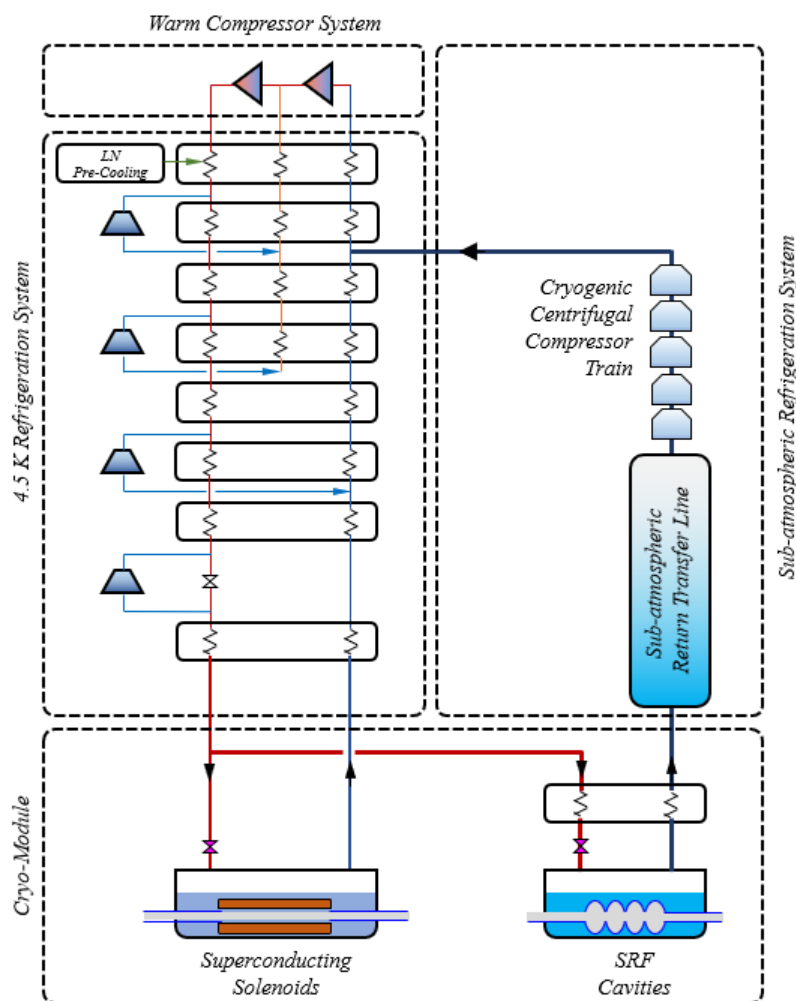 Warm Compressor System
LN
Pre-Cooling
4.5 K Refrigeration System
Cryogenic
Centrifugal
Compressor
Train
Sub-atmospheric Refrigeration System
Sub-atmospheric
Return Transfer Line
Cryo-Module
Superconducting
Solenoids
SRF
Cavities